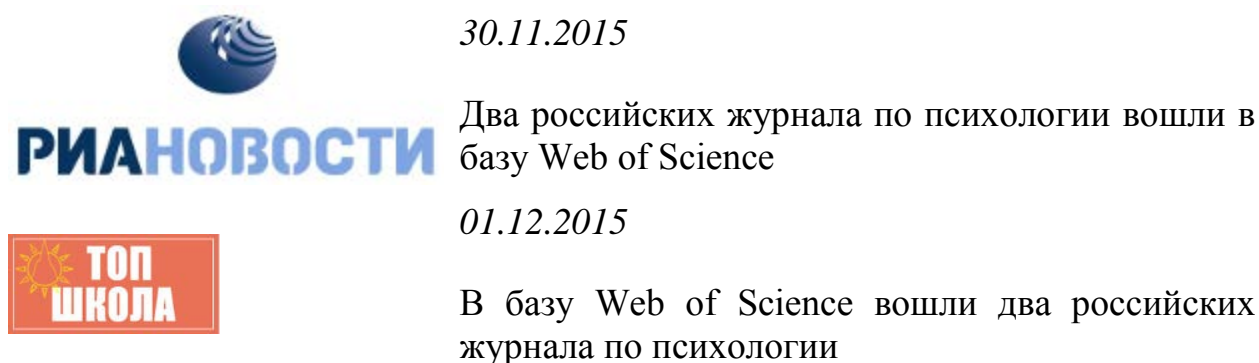 30.11.2015
РИАНОВОСТИ
Два российских журнала по психологии вошли в
базу Web of Science
01.12.2015
ТОП
ШКОЛА
В базу Web of Science вошли два российских
журнала по психологии